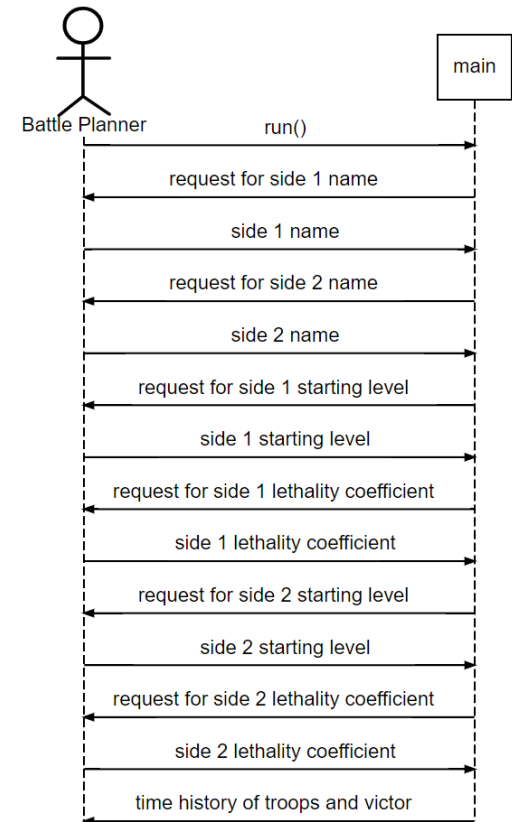 main
Battle Planner
run()
request for side 1 name
side 1 name
request for side 2 name
side 2 name
request for side 1 starting level
side 1 starting level
request for side 1 lethality coefficient
side 1 lethality coefficient
request for side 2 starting level
side 2 starting level
request for side 2 lethality coefficient
side 2 lethality coefficient
time history of troops and victor